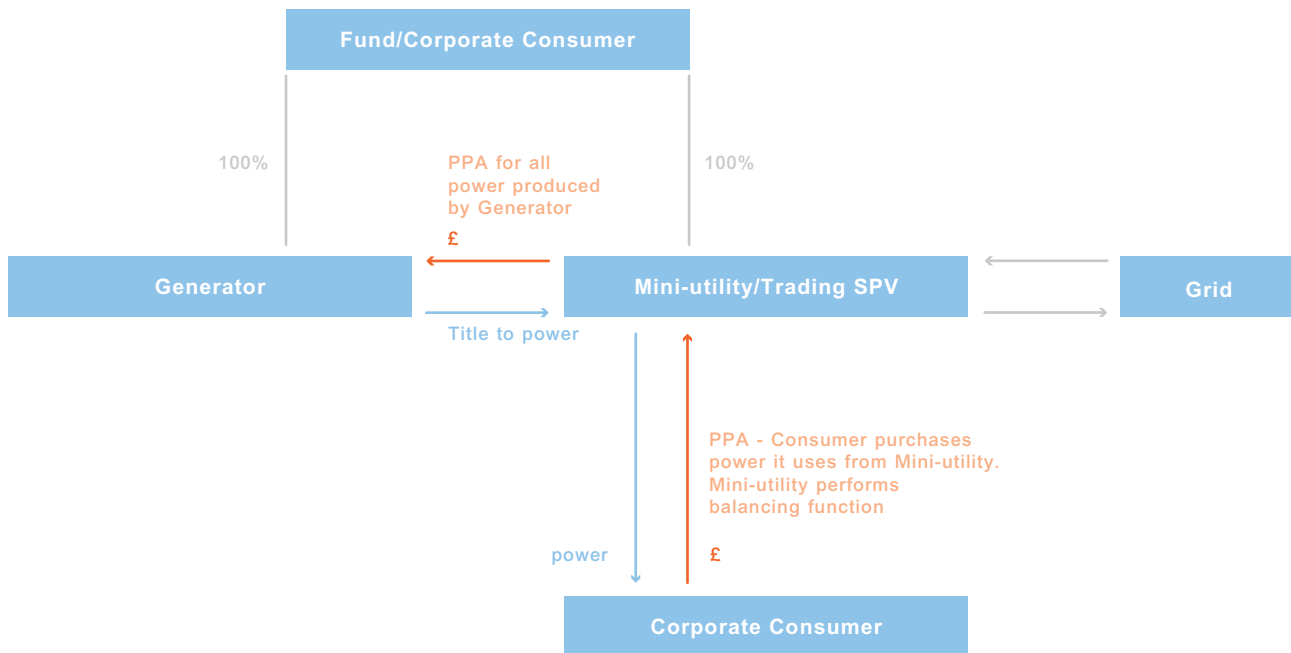 Fund/Corporate Consumer
100%
PPA for all
power produced
by Generator
£
100%
Generator
Mini-utility/Trading SPV
Grid
Title to power
PPA - Consumer purchases
power it uses from Mini-utility.
Mini-utility performs
balancing function
power
£
Corporate Consumer